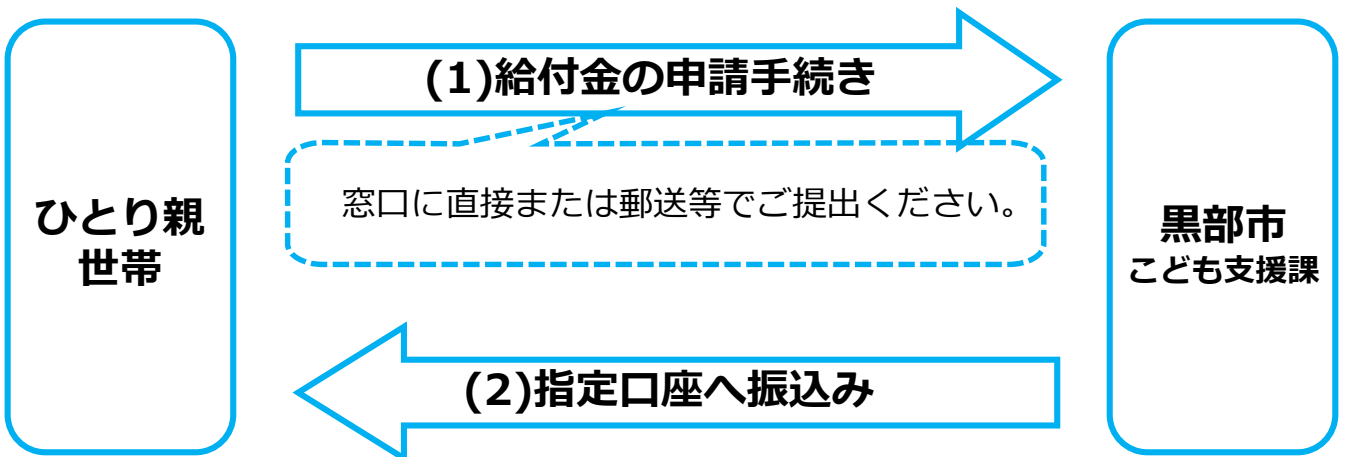 ひとり親
世帯
(1)給付金の申請手続き
窓口に直接または郵送等でご提出ください。
(2)指定口座へ振込み
黒部市
こども支援課